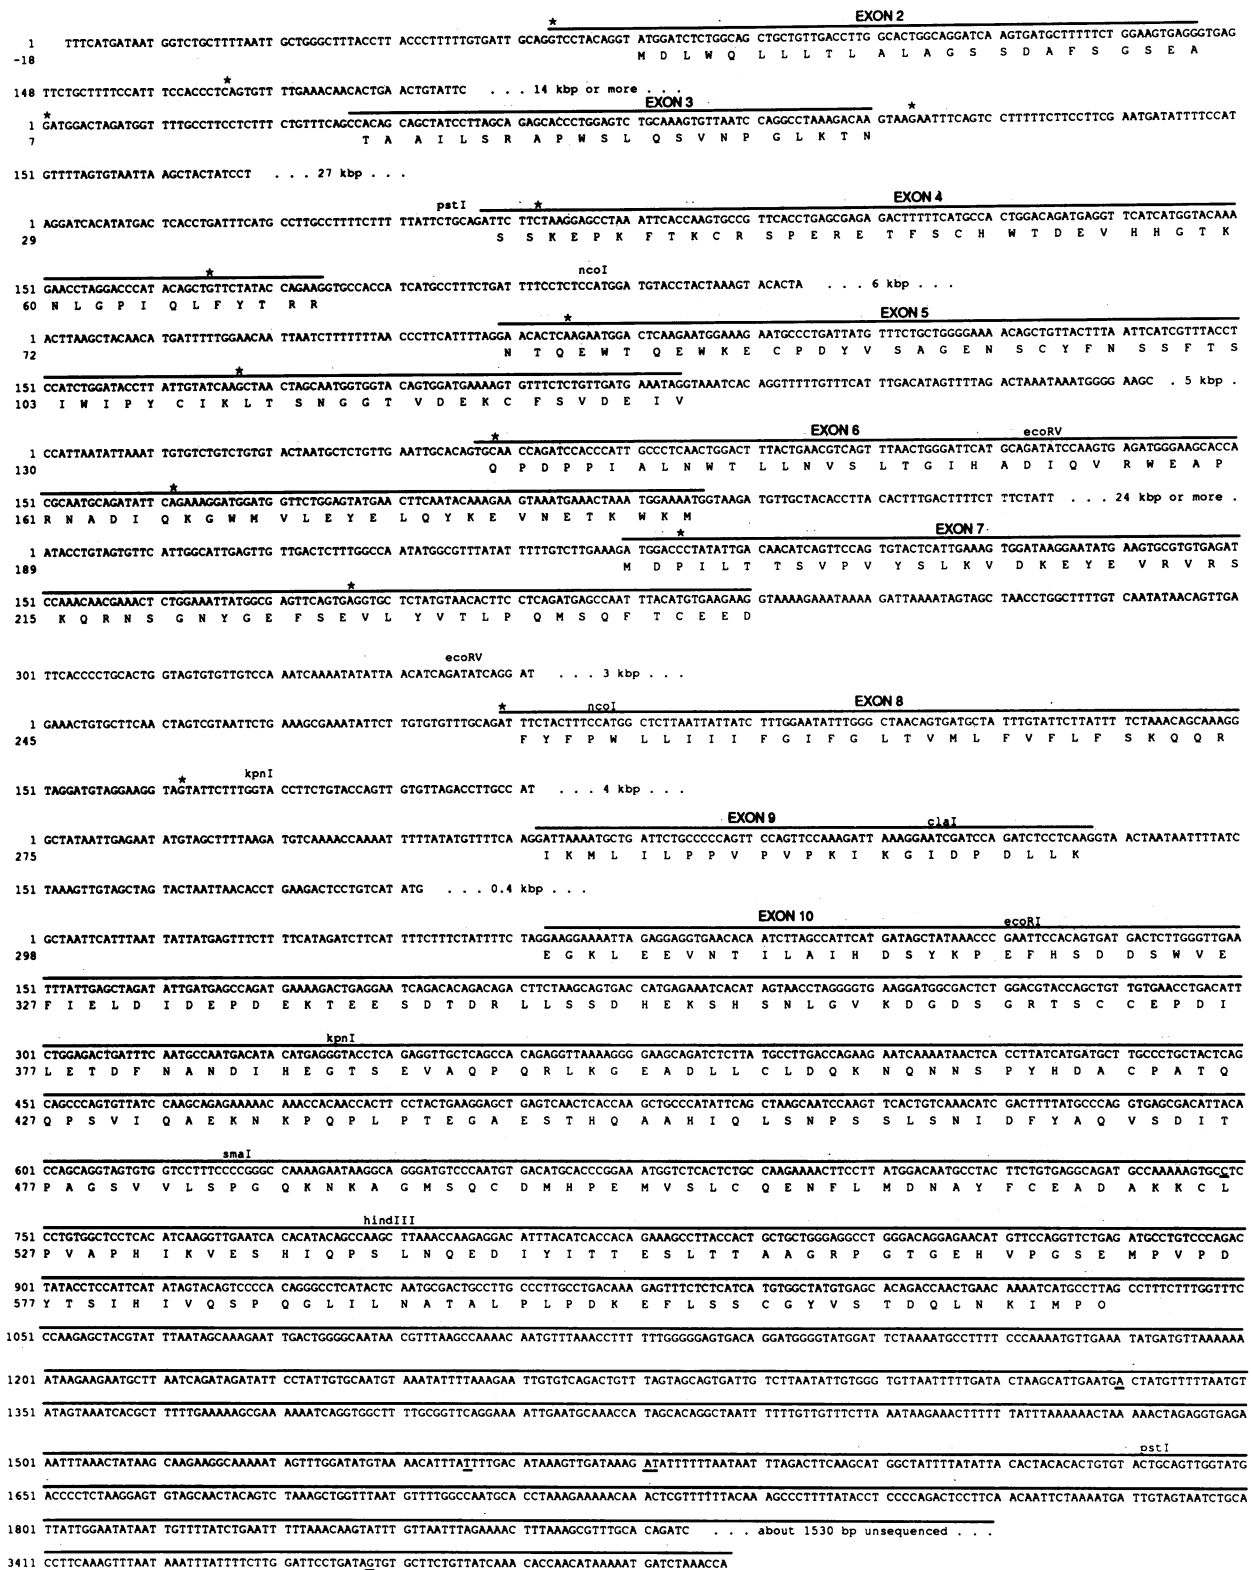 * EXON 2
1 TTTCATGATAAT GGTCTGCTTTTAATT GCTGGGCTTTACCTT ACCCTTTTTGTGATT GCAGGTCCTACAGGT ATGGATCTCTGGCAG CTGCTGTTGACCTTG GCACTGGCAGGATCA AGTGATGCTTTTTCT GGAAGTGAGGGTGAG
-18 M D L W Q L L L T L A L A G S S D A F S G S E A
*
148 TTCTGCTTTTCCATT TCCACCCTCAGTGTT TTGAAACAACACTGA ACTGTATTC . . . 14 kbp or more . . .
* EXON 3 *
1 GATGGACTAGATGGT TTTGCCTTCCTCTTT CTGTTTCAGCCACAG CAGCTATCCTTAGCA GAGCACCCTGGAGTC TGCAAAGTGTTAATC CAGGCCTAAAGACAA GTAAGAATTTCAGTC CTTTTTCTTCCTTCG AATGATATTTTCCAT
7 T A A I L S R A P W S L Q S V N P G L K T N
151 GTTTTAGTGTAATTA AGCTACTATCCT . . . 27 kbp . . .
pstI * EXON 4
1 AGGATCACATATGAC TCACCTGATTTCATG CCTTGCCTTTTCTTT TTATTCTGCAGATTC TTCTAAGGAGCCTAA ATTCACCAAGTGCCG TTCACCTGAGCGAGA GACTTTTTCATGCCA CTGGACAGATGAGGT TCATCATGGTACAAA
29 S S K E P K F T K C R S P E R E T F S C H W T D E V H H G T K
* ncoI
151 GAACCTAGGACCCAT ACAGCTGTTCTATAC CAGAAGGTGCCACCA TCATGCCTTTCTGAT TTTCCTCTCCATGGA TGTACCTACTAAAGT ACACTA . . . 6 kbp . . .
60 N L G P I Q L F Y T R R
* EXON 5
1 ACTTAAGCTACAACA TGATTTTTGGAACAA TTAATCTTTTTTTAA CCCTTCATTTTAGGA ACACTCAAGAATGGA CTCAAGAATGGAAAG AATGCCCTGATTATG TTTCTGCTGGGGAAA ACAGCTGTTACTTTA ATTCATCGTTTACCT
72 N T Q E W T Q E W K E C P D Y V S A G E N S C Y F N S S F T S
*
151 CCATCTGGATACCTT ATTGTATCAAGCTAA CTAGCAATGGTGGTA CAGTGGATGAAAAGT GTTTCTCTGTTGATG AAATAGGTAAATCAC AGGTTTTTGTTTCAT TTGACATAGTTTTAG ACTAAATAAATGGGG AAGC . 5 kbp .
103 I W I P Y C I K L T S N G G T V D E K C F S V D E I V
* EXON 6 ecoRV
1 CCATTAATATTAAAT TGTGTCTGTCTGTGT ACTAATGCTCTGTTG AATTGCACAGTGCAA CCAGATCCACCCATT GCCCTCAACTGGACT TTACTGAACGTCAGT TTAACTGGGATTCAT GCAGATATCCAAGTG AGATGGGAAGCACCA
130 Q P D P P I A L N W T L L N V S L T G I H A D I Q V R W E A P
*
151 CGCAATGCAGATATT CAGAAAGGATGGATG GTTCTGGAGTATGAA CTTCAATACAAAGAA GTAAATGAAACTAAA TGGAAAATGGTAAGA TGTTGCTACACCTTA CACTTTGACTTTTCT TTCTATT . . . 24 kbp or more .
161 R N A D I Q K G W M V L E Y E L Q Y K E V N E T K W K M
* EXON 7
1 ATACCTGTAGTGTTC ATTGGCATTGAGTTG TTGACTCTTTGGCCA ATATGGCGTTTATAT TTTTGTCTTGAAAGA TGGACCCTATATTGA CAACATCAGTTCCAG TGTACTCATTGAAAG TGGATAAGGAATATG AAGTGCGTGTGAGAT
189 M D P I L T T S V P V Y S L K V D K E Y E V R V R S
*
151 CCAAACAACGAAACT CTGGAAATTATGGCG AGTTCAGTGAGGTGC TCTATGTAACACTTC CTCAGATGAGCCAAT TTACATGTGAAGAAG GTAAAAGAAATAAAA GATTAAAATAGTAGC TAACCTGGCTTTTGT CAATATAACAGTTGA
215 K Q R N S G N Y G E F S E V L Y V T L P Q M S Q F T C E E D
ecoRV
301 TTCACCCCTGCACTG GTAGTGTGTTGTCCA AATCAAAATATATTA ACATCAGATATCAGG AT . . . 3 kbp . . .
* ncoI EXON 8
1 GAAACTGTGCTTCAA CTAGTCGTAATTCTG AAAGCGAAATATTCT TGTGTGTTTGCAGAT TTCTACTTTCCATGG CTCTTAATTATTATC TTTGGAATATTTGGG CTAACAGTGATGCTA TTTGTATTCTTATTT TCTAAACAGCAAAGG
245 F Y F P W L L I I I F G I F G L T V M L F V F L F S K Q Q R
* kpnI
151 TAGGATGTAGGAAGG TAGTATTCTTTGGTA CCTTCTGTACCAGTT GTGTTAGACCTTGCC AT . . . 4 kbp . . .
EXON 9 claI
1 GCTATAATTGAGAAT ATGTAGCTTTTAAGA TGTCAAAACCAAAAT TTTTATATGTTTTCA AGGATTAAAATGCTG ATTCTGCCCCCAGTT CCAGTTCCAAAGATT AAAGGAATCGATCCA GATCTCCTCAAGGTA ACTAATAATTTTATC
275 I K M L I L P P V P V P K I K G I D P D L L K
151 TAAAGTTGTAGCTAG TACTAATTAACACCT GAAGACTCCTGTCAT ATG . . . 0.4 kbp . . .
EXON 10 ecoRI
1 GCTAATTCATTTAAT TATTATGAGTTTCTT TTCATAGATCTTCAT TTTCTTTCTATTTTC TAGGAAGGAAAATTA GAGGAGGTGAACACA ATCTTAGCCATTCAT GATAGCTATAAACCC GAATTCCACAGTGAT GACTCTTGGGTTGAA
298 E G K L E E V N T I L A I H D S Y K P E F H S D D S W V E
151 TTTATTGAGCTAGAT ATTGATGAGCCAGAT GAAAAGACTGAGGAA TCAGACACAGACAGA CTTCTAAGCAGTGAC CATGAGAAATCACAT AGTAACCTAGGGGTG AAGGATGGCGACTCT GGACGTACCAGCTGT TGTGAACCTGACATT
327 F I E L D I D E P D E K T E E S D T D R L L S S D H E K S H S N L G V K D G D S G R T S C C E P D I
kpnI
301 CTGGAGACTGATTTC AATGCCAATGACATA CATGAGGGTACCTCA GAGGTTGCTCAGCCA CAGAGGTTAAAAGGG GAAGCAGATCTCTTA TGCCTTGACCAGAAG AATCAAAATAACTCA CCTTATCATGATGCT TGCCCTGCTACTCAG
377 L E T D F N A N D I H E G T S E V A Q P Q R L K G E A D L L C L D Q K N Q N N S P Y H D A C P A T Q
451 CAGCCCAGTGTTATC CAAGCAGAGAAAAAC AAACCACAACCACTT CCTACTGAAGGAGCT GAGTCAACTCACCAA GCTGCCCATATTCAG CTAAGCAATCCAAGT TCACTGTCAAACATC GACTTTTATGCCCAG GTGAGCGACATTACA
427 Q P S V I Q A E K N K P Q P L P T E G A E S T H Q A A H I Q L S N P S S L S N I D F Y A Q V S D I T
smaI
601 CCAGCAGGTAGTGTG GTCCTTTCCCCGGGC CAAAAGAATAAGGCA GGGATGTCCCAATGT GACATGCACCCGGAA ATGGTCTCACTCTGC CAAGAAAACTTCCTT ATGGACAATGCCTAC TTCTGTGAGGCAGAT GCCAAAAAGTGCCTC
477 P A G S V V L S P G Q K N K A G M S Q C D M H P E M V S L C Q E N F L M D N A Y F C E A D A K K C L
hindIII
751 CCTGTGGCTCCTCAC ATCAAGGTTGAATCA CACATACAGCCAAGC TTAAACCAAGAGGAC ATTTACATCACCACA GAAAGCCTTACCACT GCTGCTGGGAGGCCT GGGACAGGAGAACAT GTTCCAGGTTCTGAG ATGCCTGTCCCAGAC
527 P V A P H I K V E S H I Q P S L N Q E D I Y I T T E S L T T A A G R P G T G E H V P G S E M P V P D
901 TATACCTCCATTCAT ATAGTACAGTCCCCA CAGGGCCTCATACTC AATGCGACTGCCTTG CCCTTGCCTGACAAA GAGTTTCTCTCATCA TGTGGCTATGTGAGC ACAGACCAACTGAAC AAAATCATGCCTTAG CCTTTCTTTGGTTTC
577 Y T S I H I V Q S P Q G L I L N A T A L P L P D K E F L S S C G Y V S T D Q L N K I M P O
1051 CCAAGAGCTACGTAT TTAATAGCAAAGAAT TGACTGGGGCAATAA CGTTTAAGCCAAAAC AATGTTTAAACCTTT TTTGGGGGAGTGACA GGATGGGGTATGGAT TCTAAAATGCCTTTT CCCAAAATGTTGAAA TATGATGTTAAAAAA
1201 ATAAGAAGAATGCTT AATCAGATAGATATT CCTATTGTGCAATGT AAATATTTTAAAGAA TTGTGTCAGACTGTT TAGTAGCAGTGATTG TCTTAATATTGTGGG TGTTAATTTTTGATA CTAAGCATTGAATGA CTATGTTTTTAATGT
1351 ATAGTAAATCACGCT TTTTGAAAAAGCGAA AAAATCAGGTGGCTT TTGCGGTTCAGGAAA ATTGAATGCAAACCA TAGCACAGGCTAATT TTTTGTTGTTTCTTA AATAAGAAACTTTTT TATTTAAAAAACTAA AAACTAGAGGTGAGA
pstI
1501 AATTTAAACTATAAG CAAGAAGGCAAAAAT AGTTTGGATATGTAA AACATTTATTTTGAC ATAAAGTTGATAAAG ATATTTTTTAATAAT TTAGACTTCAAGCAT GGCTATTTTATATTA CACTACACACTGTGT ACTGCAGTTGGTATG
1651 ACCCCTCTAAGGAGT GTAGCAACTACAGTC TAAAGCTGGTTTAAT GTTTTGGCCAATGCA CCTAAAGAAAAACAA ACTCGTTTTTTACAA AGCCCTTTTATACCT CCCCAGACTCCTTCA ACAATTCTAAAATGA TTGTAGTAATCTGCA
1801 TTATTGGAATATAAT TGTTTTATCTGAATT TTTAAACAAGTATTT GTTAATTTAGAAAAC TTTAAAGCGTTTGCA CAGATC . . . about 1530 bp unsequenced . . .
3411 CCTTCAAAGTTTAAT AAATTTATTTTCTTG GATTCCTGATAGTGT GCTTCTGTTATCAAA CACCAACATAAAAAT GATCTAAACCA